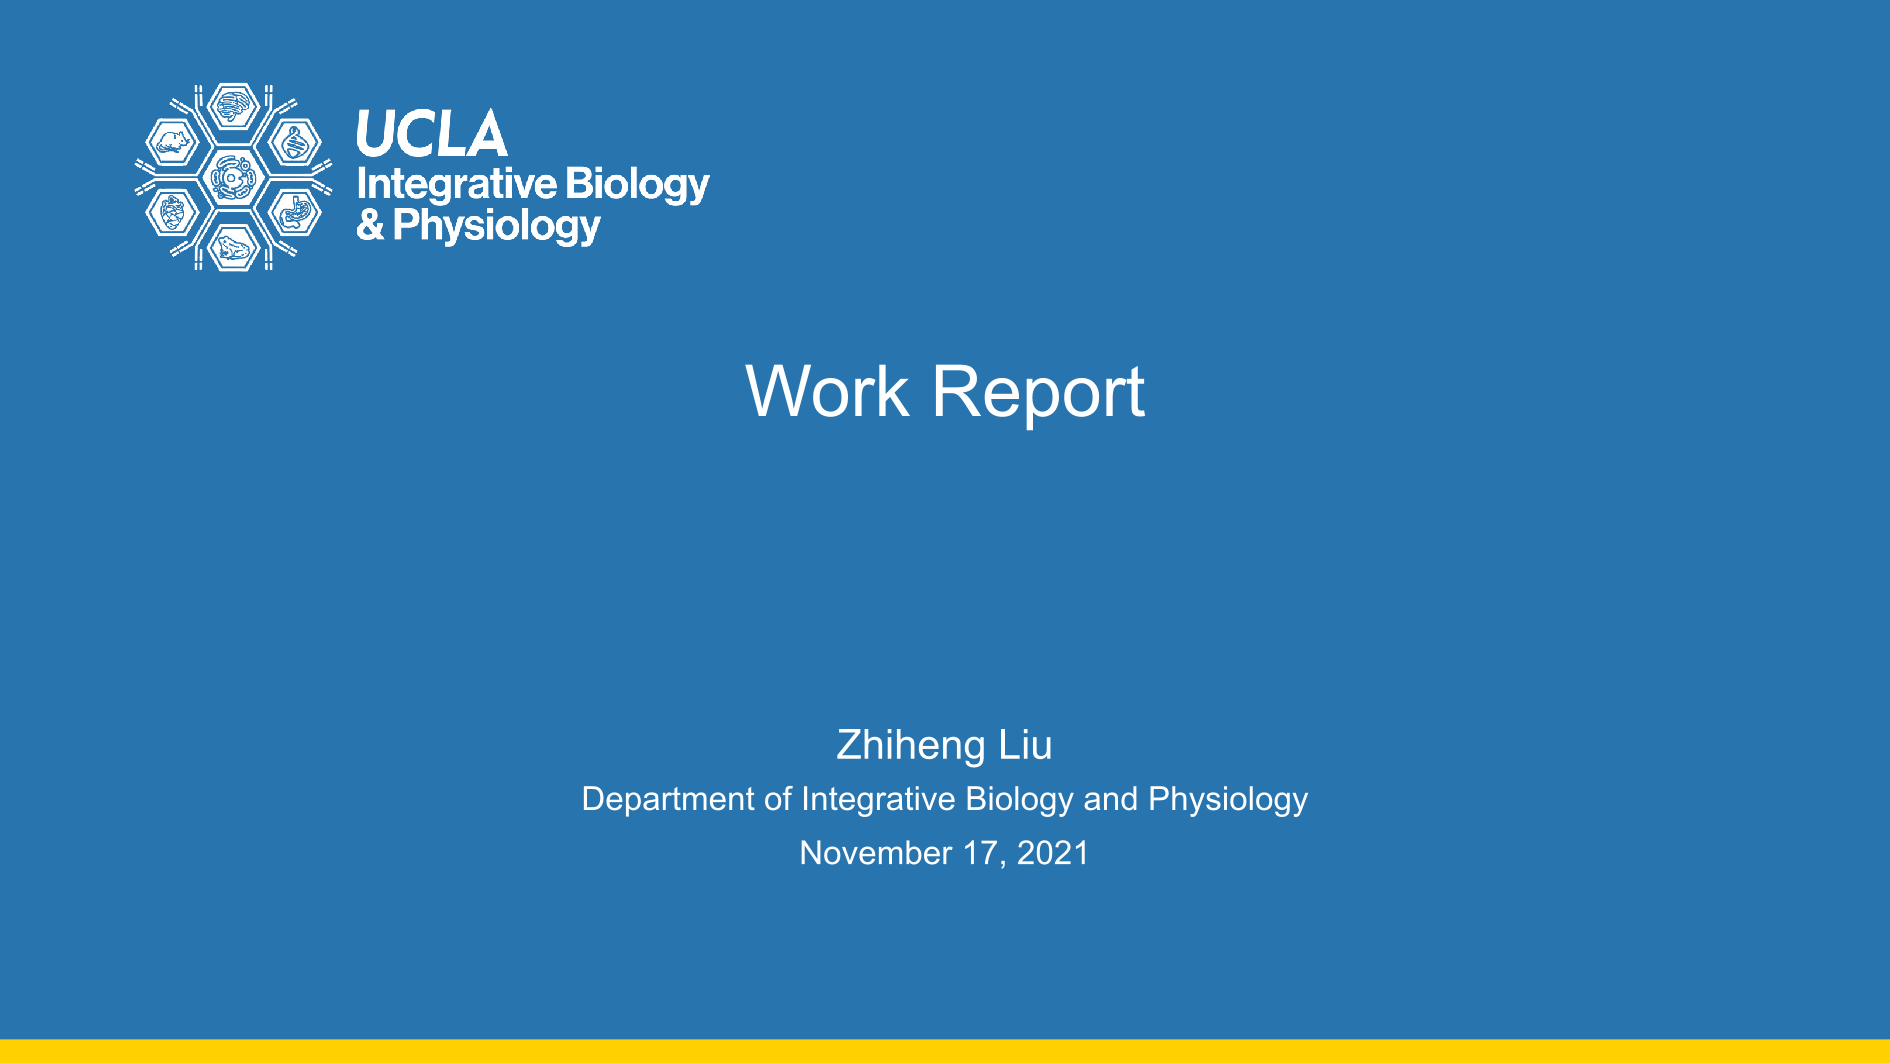 UCLA
Integrative Biology
& Physiology
Work Report
Zhiheng Liu
Department of Integrative Biology and Physiology
November 17, 2021